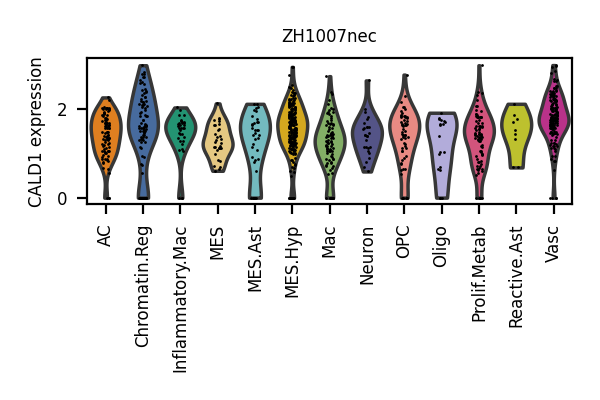 ZH1007nec
CALD1 expression
2
0
AC
Chromatin.Reg
Inflammatory.Mac
MES
MES.Ast
MES.Hyp
Mac
Neuron
OPC
Oligo
Prolif.Metab
Reactive.Ast
Vasc